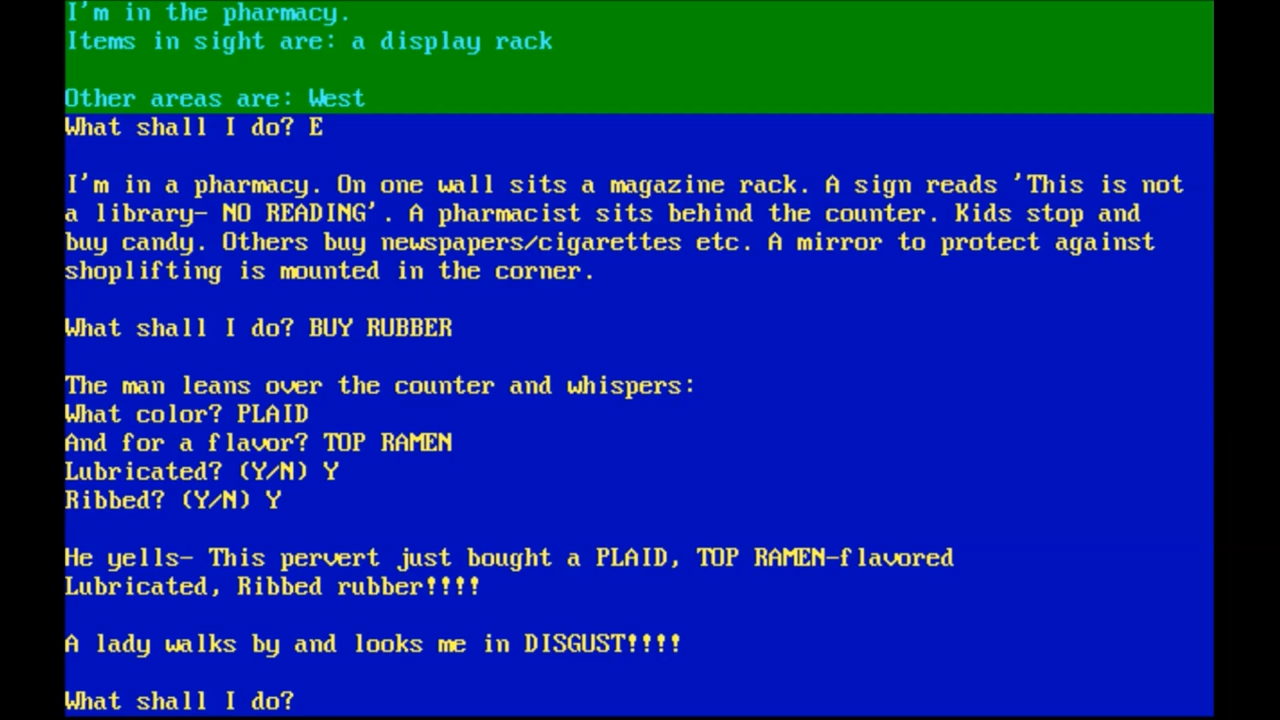 I'm in the pharmacy.
Items in sight are: a display rack
Other areas are: West
What shall I do? E
I'm in a pharmacy. On one wall sits a magazine rack. A sign reads 'This is not
a library- NO READING'. A pharmacist sits behind the counter. Kids stop and
buy candy. Others buy newspapers/cigarettes etc. A mirror to protect against
shoplifting is mounted in the corner.
What shall I do? BUY RUBBER
The man leans over the counter and whispers:
What color? PLAID
And for a flavor? TOP RAMEN
Lubricated? (Y/N) Y
Ribbed? (Y/N) Y
He yells- This pervert just bought a PLAID, TOP RAMEN-flavored
Lubricated, Ribbed rubber!!!!
A lady walks by and looks me in DISGUST!!!!
What shall I do?